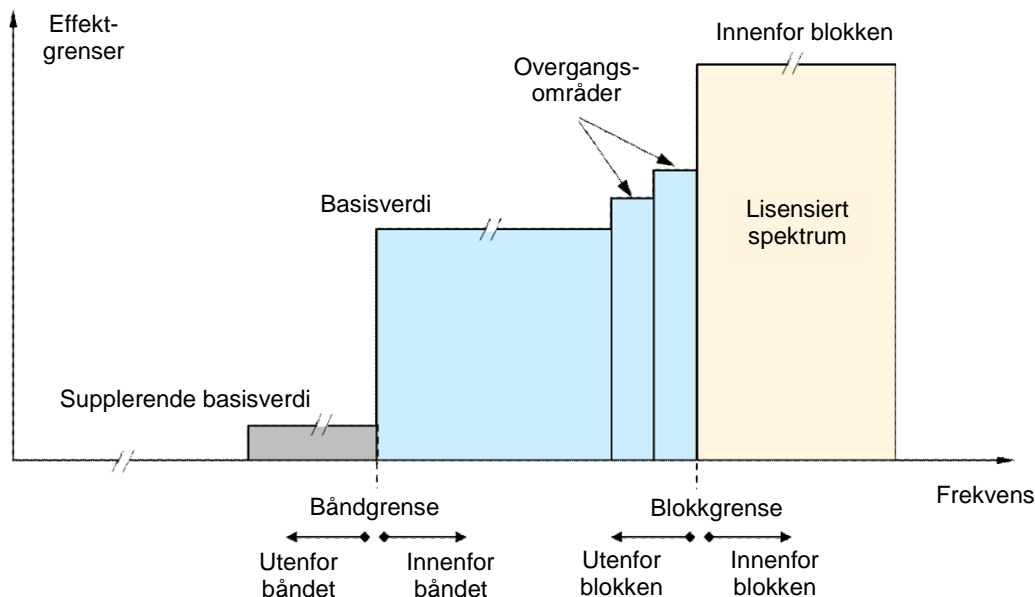 Effekt-
grenser
Innenfor blokken
Overgangs-
områder
Basisverdi
Lisensiert
spektrum
Supplerende basisverdi
Frekvens
Båndgrense
Blokkgrense
Utenfor
båndet
Innenfor
båndet
Utenfor
blokken
Innenfor
blokken